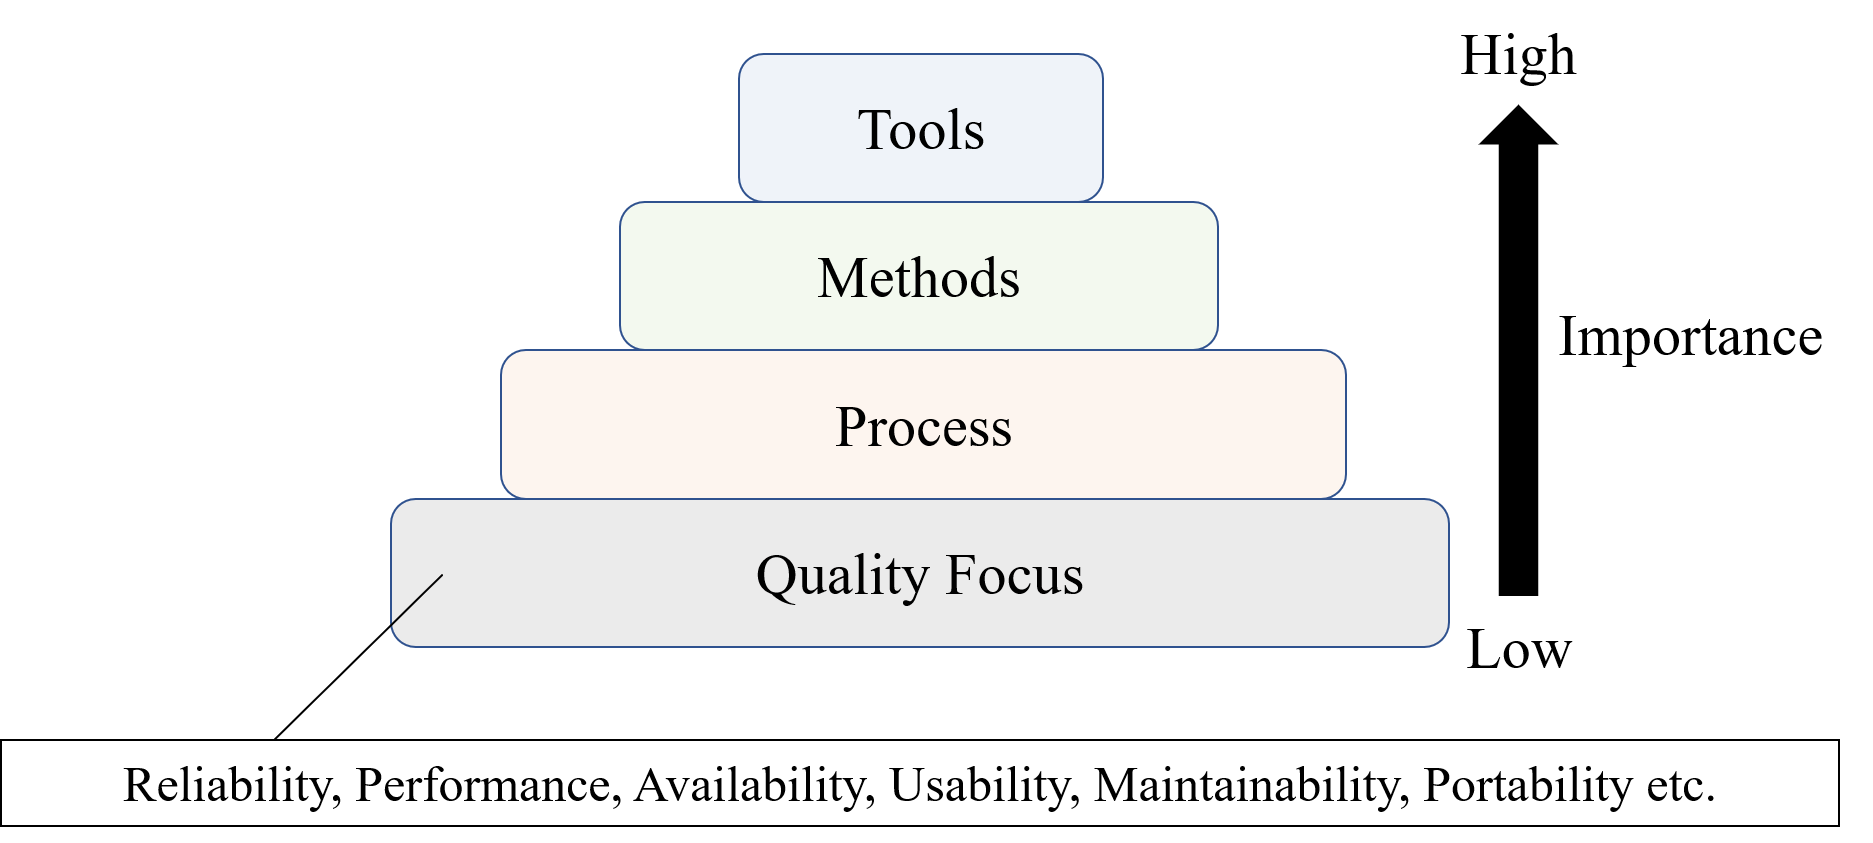 High
Tools
Methods
Importance
Process
Quality Focus
Low
Reliability, Performance, Availability, Usability, Maintainability, Portability etc.